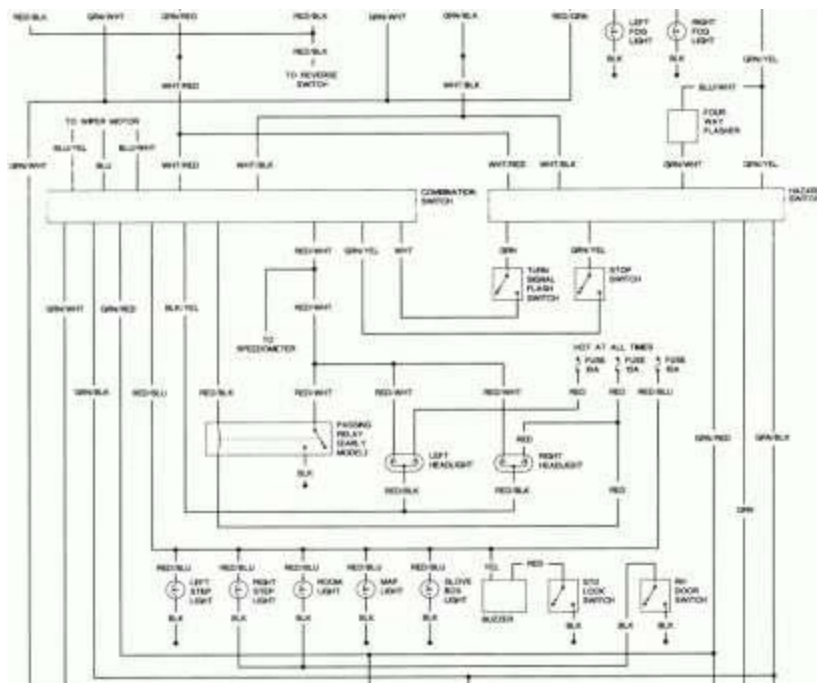 RED/BLK GRN/WHT GRN/RED RED/BLK GRN/WHT GRN/BLK RED/GRN
LEFT
FOG
LIGHT
RIGHT
FOG
LIGHT
RED/BLK
TO REVERSE
SWITCH
BLK BLK GRN/YEL
WHT/RED WHT/BLK BLU/WHT
TO WIPER MOTOR
FOUR
WAY
FLASHER
BLU/YEL BLU BLU/WHT
GRN/WHT WHT/RED WHT/BLK WHT/RED WHT/BLK GRN/WHT GRN/YEL
COMBINATION
SWITCH
HAZAR
SWITC
RED/WHT GRN/YEL WHT GRN GRN/YEL
TURN
SIGNAL
FLASH
SWITCH
STOP
SWITCH
GRN/WHT GRN/RED BLK/YEL RED/WHT
TO
SPEEDOMETER
HOT AT ALL TIMES
FUSE
FUSE
FUSE
GRN/BLK RED/BLU RED/BLK RED/WHT RED/WHT RED/WHT RED RED RED/BLU
PASSING
RELAY
(EARLY
MODEL)
BLK
LEFT
HEADLIGHT
RED
RIGHT
HEADLIGHT
GRN/RED GRN/BLK
RED/BLK RED/BLK RED GRN
RED/BLU RED/BLU RED/BLU RED/BLU RED/BLU YEL RED
LEFT
STEP
LIGHT
RIGHT
STEP
LIGHT
ROOM
LIGHT
MAP
LIGHT
GLOVE
BOX
LIGHT
BUZZER
LOCK
SWITCH
RH
DOOR
SWITCH
BLK BLK BLK BLK BLK BLK BLK BLK